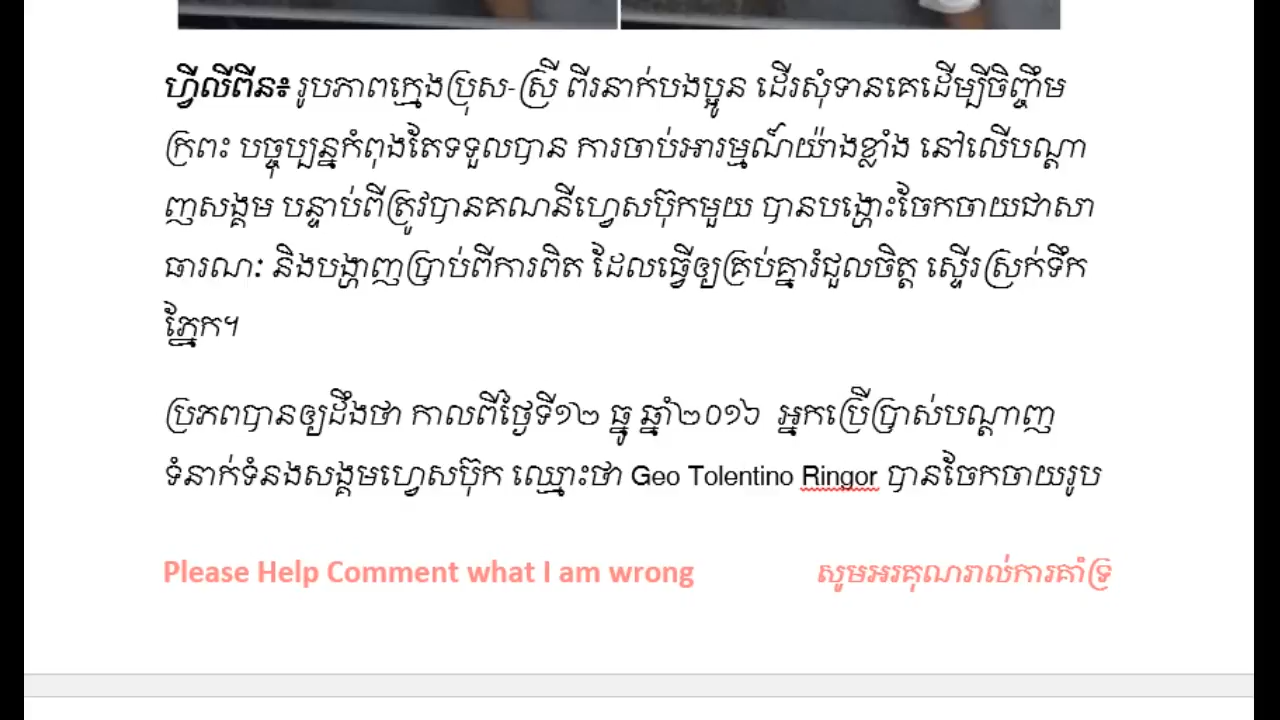 ហ្វីលីពីន៖ រូបភាពក្មេងប្រុស-ស្រី ពីរនាក់បងប្អូន ដើរសុំទានគេដើម្បីចិញ្ចឹម
ក្រពះ បច្ចុប្បន្នកំពុងតែទទួលបាន ការចាប់អារម្មណ៍យ៉ាងខ្លាំង នៅលើបណ្តា
ញសង្គម បន្ទាប់ពីត្រូវបានគណនីហ្វេសប៊ុកមួយ បានបង្ហោះចែកចាយជាសា
ធារណៈ និងបង្ហាញប្រាប់ពីការពិត ដែលធ្វើឲ្យគ្រប់គ្នារំជួលចិត្ត ស្ទើរស្រក់ទឹក
ភ្នែក។
ប្រភពបានឲ្យដឹងថា កាលពីថ្ងៃទី១២ ធ្នូ ឆ្នាំ២០១៦ អ្នកប្រើប្រាស់បណ្តាញ
ទំនាក់ទំនងសង្គមហ្វេសប៊ុក ឈ្មោះថា Geo Tolentino Ringor បានចែកចាយរូប
Please Help Comment what I am wrong សូមអរគុណរាល់ការគាំទ្រ